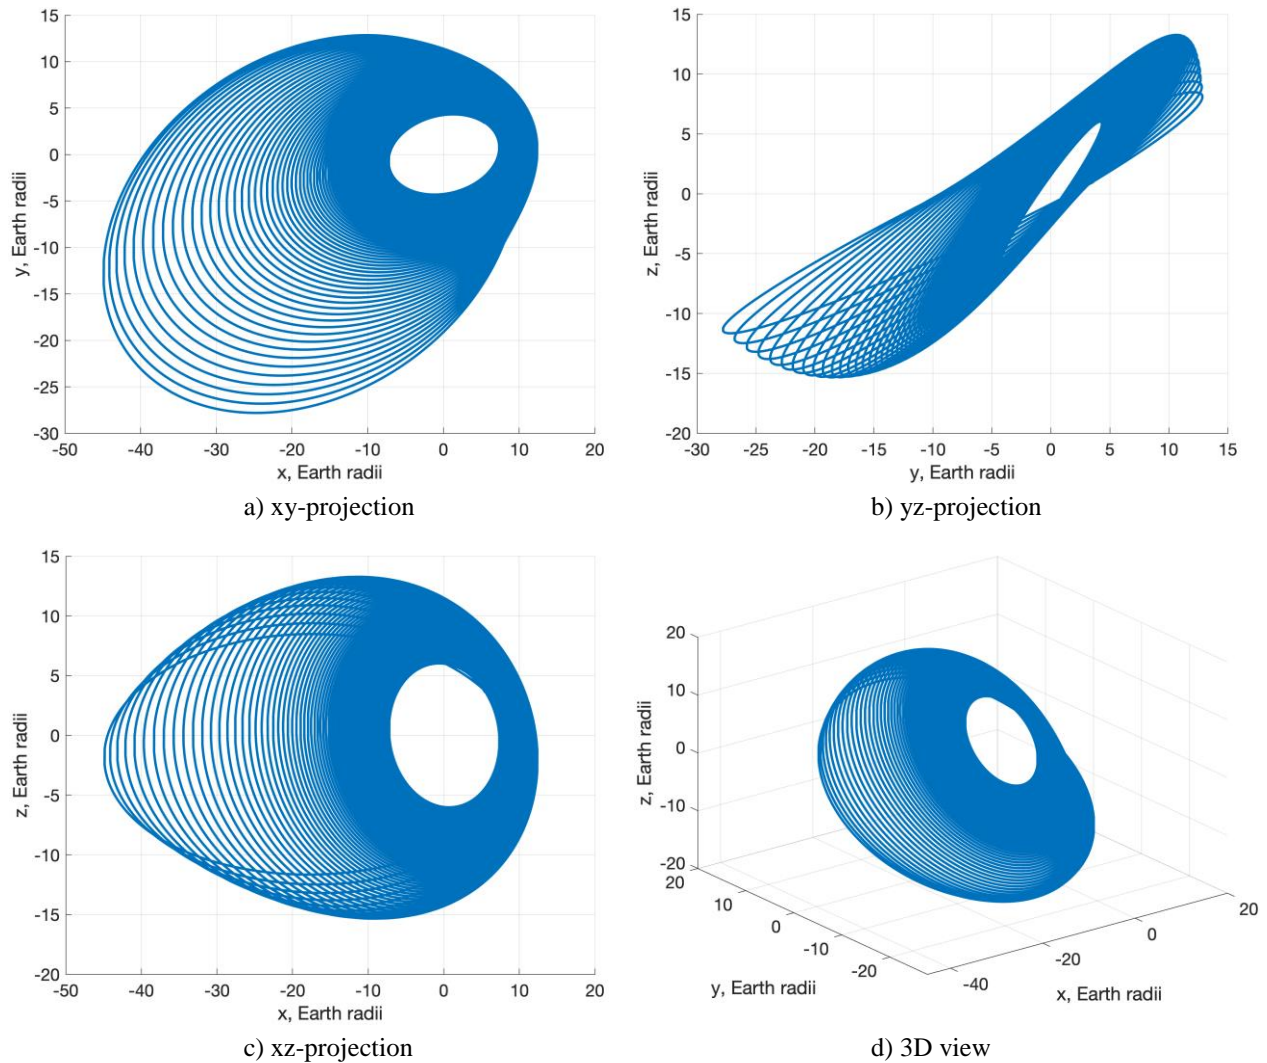 15
10
5
0
-5
-10
-15
-20
-25
-30
-50 -40 -30 -20 -10 0 10 20
y, Earth radii
x, Earth radii
a) xy-projection
15
10
5
0
-5
-10
-15
-20
-30 -25 -20 -15 -10 -5 0 5 10 15
z, Earth radii
y, Earth radii
b) yz-projection
15
10
5
0
-5
-10
-15
-20
-50 -40 -30 -20 -10 0 10 20
z, Earth radii
x, Earth radii
c) xz-projection
20
10
0
-10
-20
z, Earth radii
20
10
0
-10
-20
y, Earth radii
-40
-20
0
20
x, Earth radii
d) 3D view